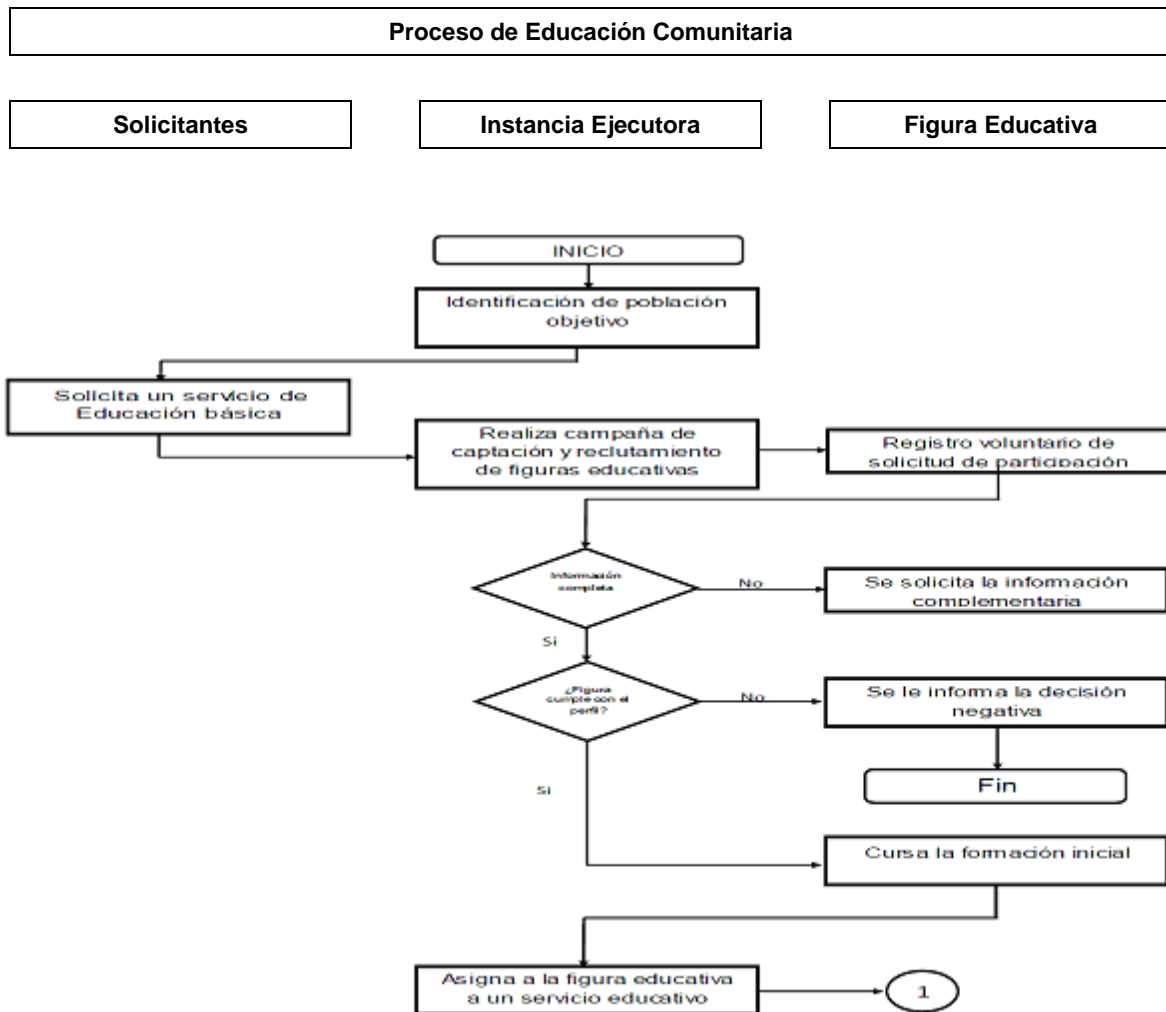 Proceso de Educación Comunitaria
Solicitantes
Instancia Ejecutora
Figura Educativa
INICIO
Identificación de población
objetivo
Solicita un servicio de
Educación básica
Realiza campaña de
captación y reclutamiento
de figuras educativas
Registro voluntario de
solicitud de participación
Información
completa
No
Se solicita la información
complementaria
Si
¿Figura
cumple con el
perfil?
No
Se le informa la decisión
negativa
Fin
Si
Cursa la formación inicial
Asigna a la figura educativa
a un servicio educativo
1